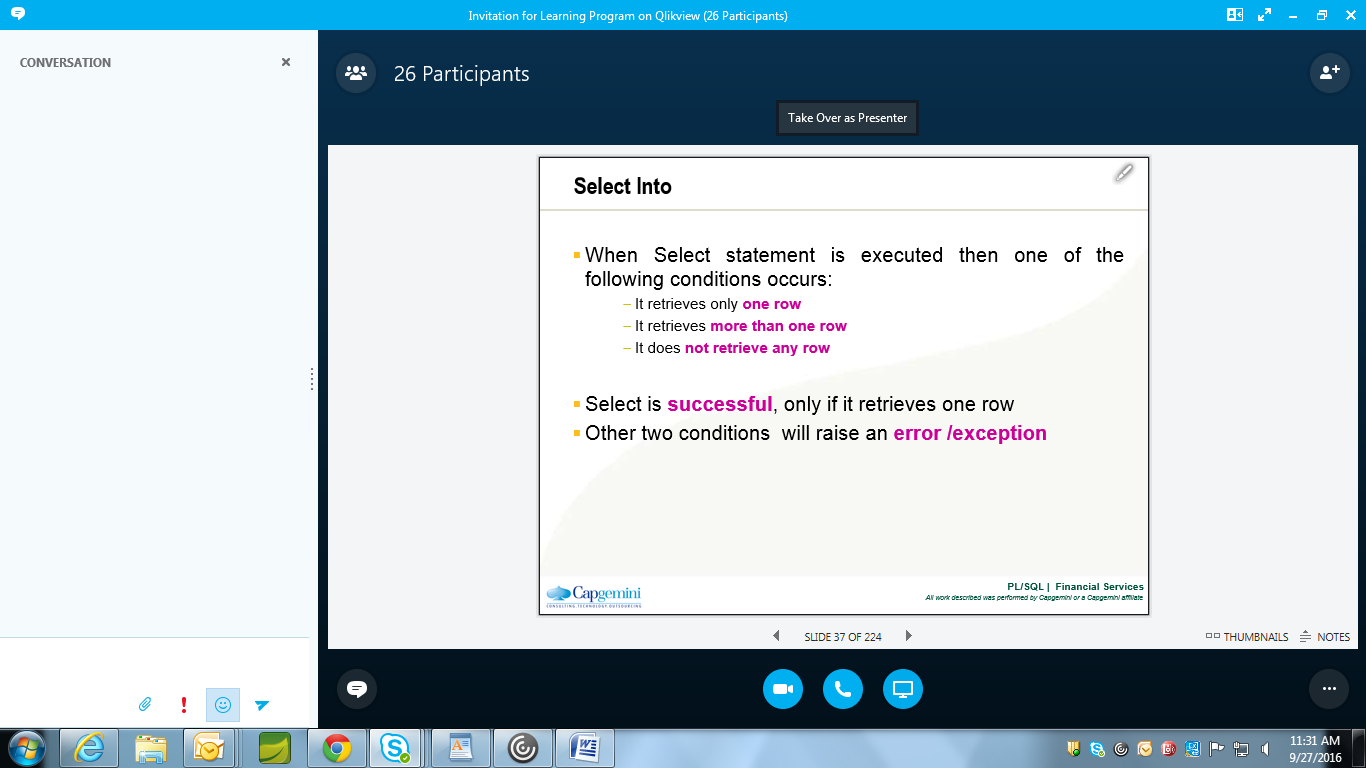 Invitation for Learning Program on Qlikview (26 Participants)
CONVERSATION
26 Participants
Take Over as Presenter
Select Into
When Select statement is executed then one of the
following conditions occurs:
– It retrieves only one row
– It retrieves more than one row
– It does not retrieve any row
Select is successful, only if it retrieves one row
Other two conditions will raise an error /exception
Capgemini
CONSULTING.TECHNOLOGY.OUTSOURCING
PL/SQL | Financial Services
All work described was performed by Capgemini or a Capgemini affiliate
SLIDE 37 OF 224
THUMBNAILS
NOTES
11:31 AM
9/27/2016